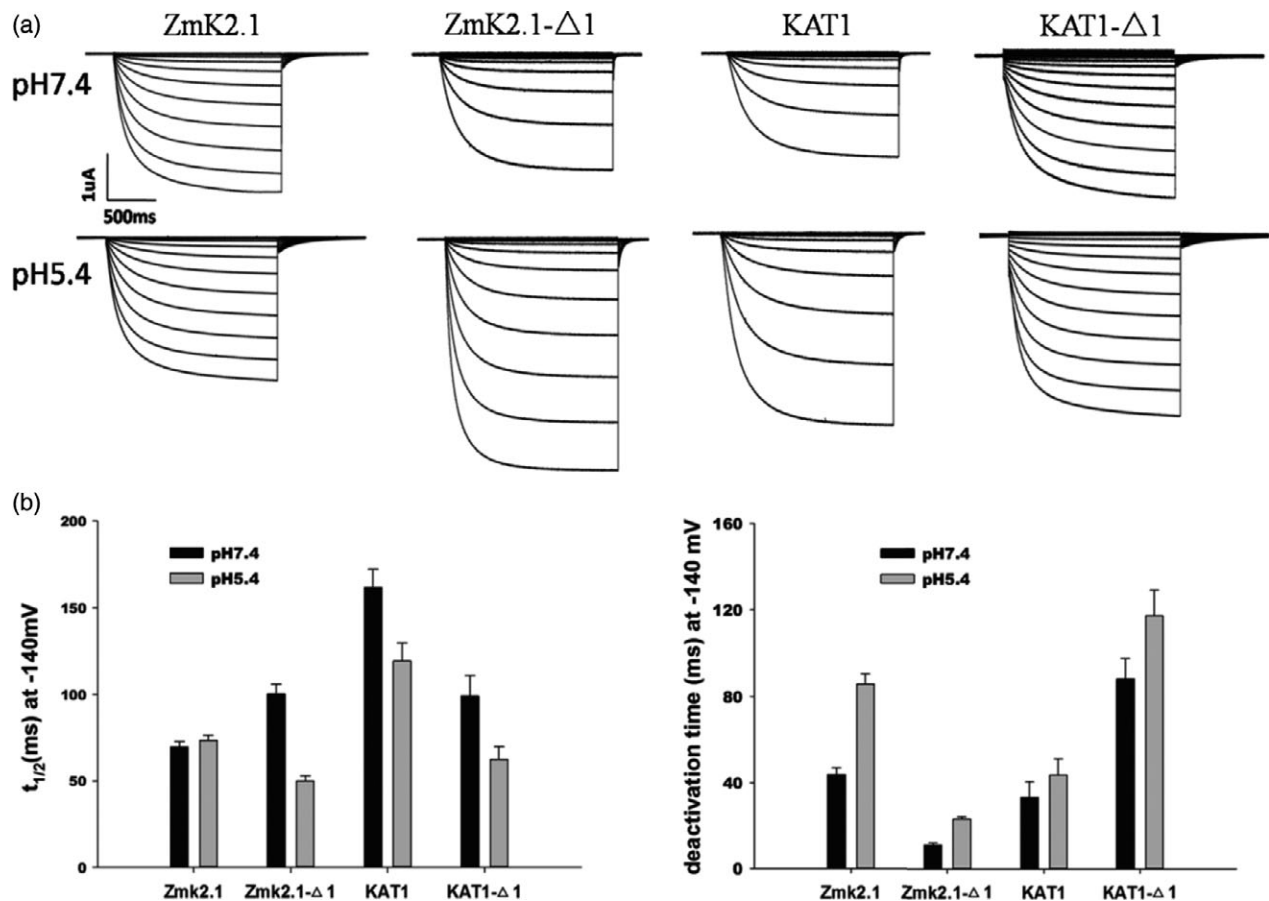 (a)
ZmK2.1 ZmK2.1-△1 KAT1 KAT1-△1
pH7.4
1uA
500ms
pH5.4
(b)
200
150
100
50
0
t1/2(ms) at -140mV
pH7.4
pH5.4
Zmk2.1 Zmk2.1-△1 KAT1 KAT1-△1
160
120
80
40
0
deactivation time (ms) at -140 mV
pH7.4
pH5.4
Zmk2.1 Zmk2.1-△1 KAT1 KAT1-△1